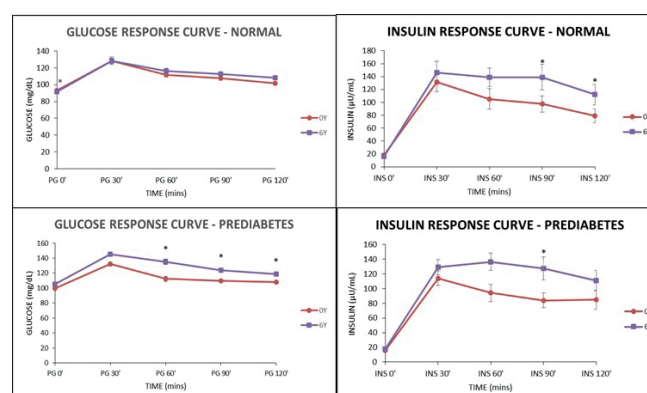 GLUCOSE RESPONSE CURVE - NORMAL
140
120
100
80
60
40
20
0
GLUCOSE (mg/dL)
*
PG 0'
PG 30'
PG 60'
PG 90'
PG 120'
TIME (mins)
0Y
6Y
INSULIN RESPONSE CURVE - NORMAL
180
160
140
120
100
80
60
40
20
0
INSULIN (µU/mL)
*
*
INS 0'
INS 30'
INS 60'
INS 90'
INS 120'
TIME (mins)
0
6
GLUCOSE RESPONSE CURVE - PREDIABETES
160
140
120
100
80
60
40
20
0
GLUCOSE (mg/dL)
*
*
*
PG 0'
PG 30'
PG 60'
PG 90'
PG 120'
TIME (mins)
0Y
6Y
INSULIN RESPONSE CURVE - PREDIABETES
160
140
120
100
80
60
40
20
0
INSULIN (µU/mL)
*
INS 0'
INS 30'
INS 60'
INS 90'
INS 120'
TIME (mins)
0
6